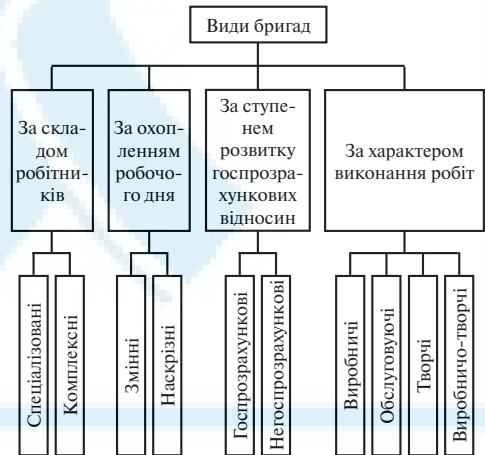 Види бригад
За скла-
дом
робітни-
ків
За охоп-
ленням
робочо-
го дня
За ступе-
нем
розвитку
госпрозра-
хункових
відносин
За характером
виконання робіт
Спеціалізовані
Комплексні
Змінні
Наскрізні
Госпрозрахункові
Негоспрозрахункові
Виробничі
Обслуговуючі
Творчі
Виробничо-творчі